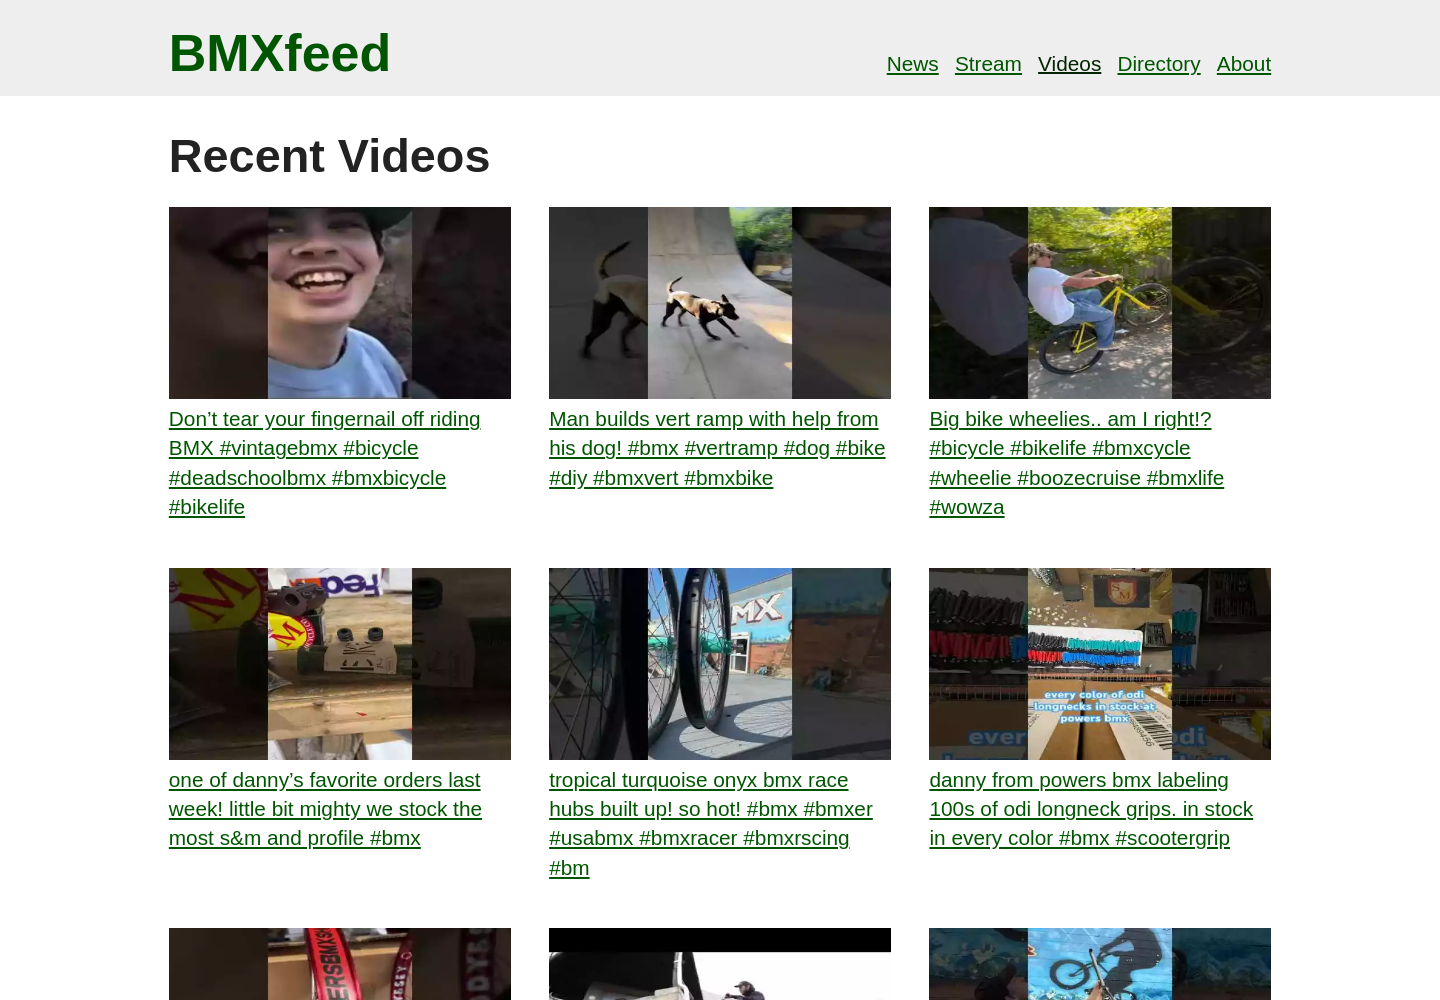 BMXfeed
News Stream Videos Directory About
Recent Videos
Don’t tear your fingernail off riding
BMX #vintagebmx #bicycle
#deadschoolbmx #bmxbicycle
#bikelife
Man builds vert ramp with help from
his dog! #bmx #vertramp #dog #bike
#diy #bmxvert #bmxbike
Big bike wheelies.. am I right!?
#bicycle #bikelife #bmxcycle
#wheelie #boozecruise #bmxlife
#wowza
FedE
M
MX
SM
every color of odi
longnecks in stock at
powers bmx
one of danny’s favorite orders last
week! little bit mighty we stock the
most s&m and profile #bmx
tropical turquoise onyx bmx race
hubs built up! so hot! #bmx #bmxer
#usabmx #bmxracer #bmxrscing
#bm
danny from powers bmx labeling
100s of odi longneck grips. in stock
in every color #bmx #scootergrip
ERSBMXS